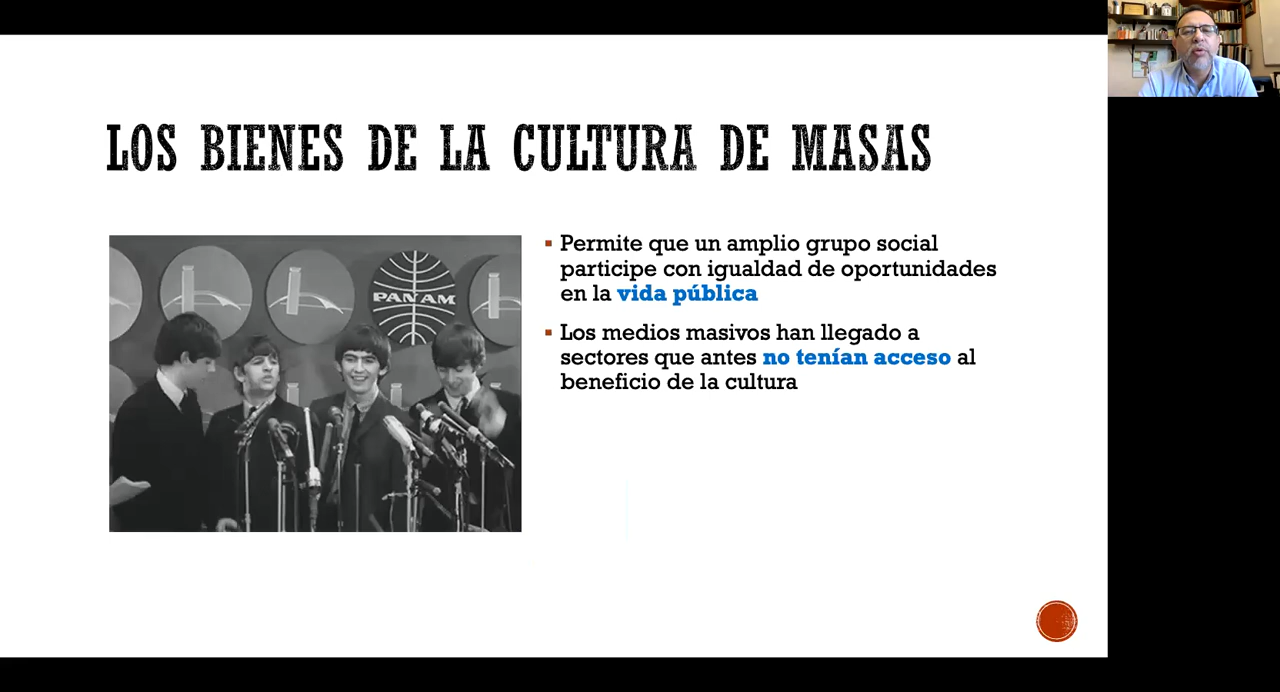 LOS BIENES DE LA CULTURA DE MASAS
PAN AM
Permite que un amplio grupo social
participe con igualdad de oportunidades
en la vida pública
Los medios masivos han llegado a
sectores que antes no tenían acceso al
beneficio de la cultura